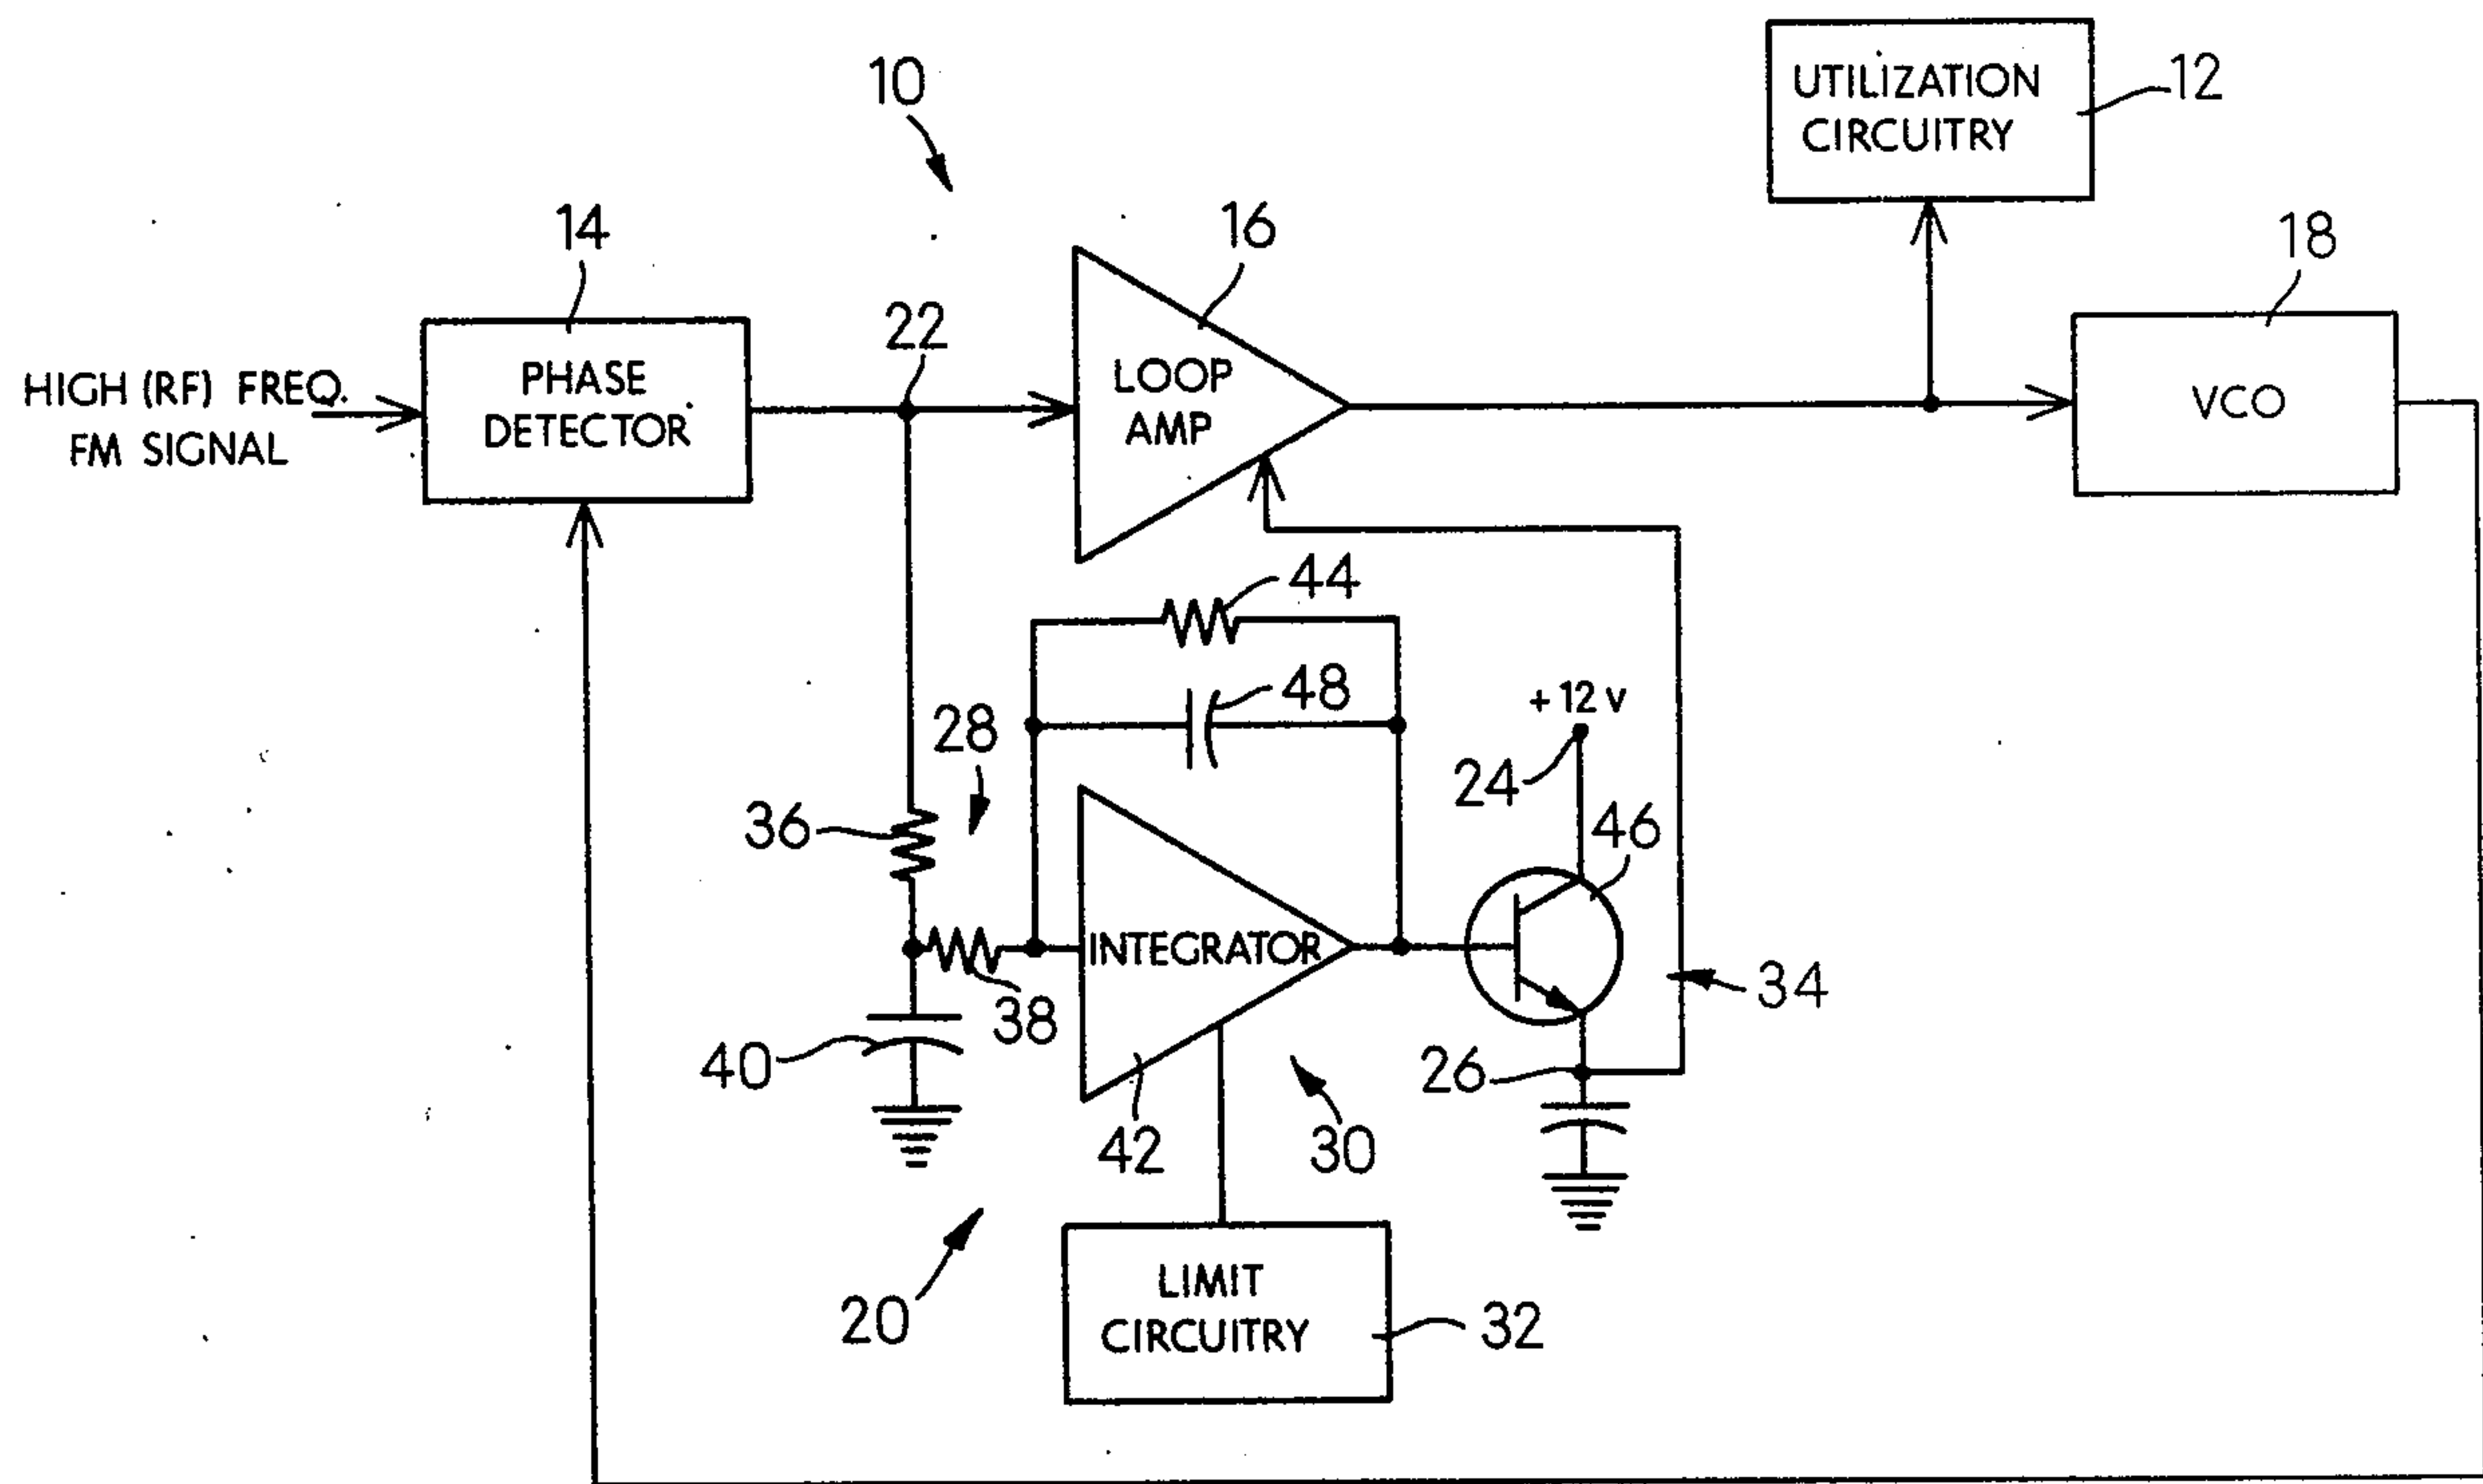 10
UTILIZATION
CIRCUITRY
12
14
16
18
22
HIGH (RF) FREQ.
FM SIGNAL
PHASE
DETECTOR
LOOP
AMP
VCO
44
48
+12 V
28
24
36
46
INTEGRATOR
38
34
40
26
42
30
20
LIMIT
CIRCUITRY
32